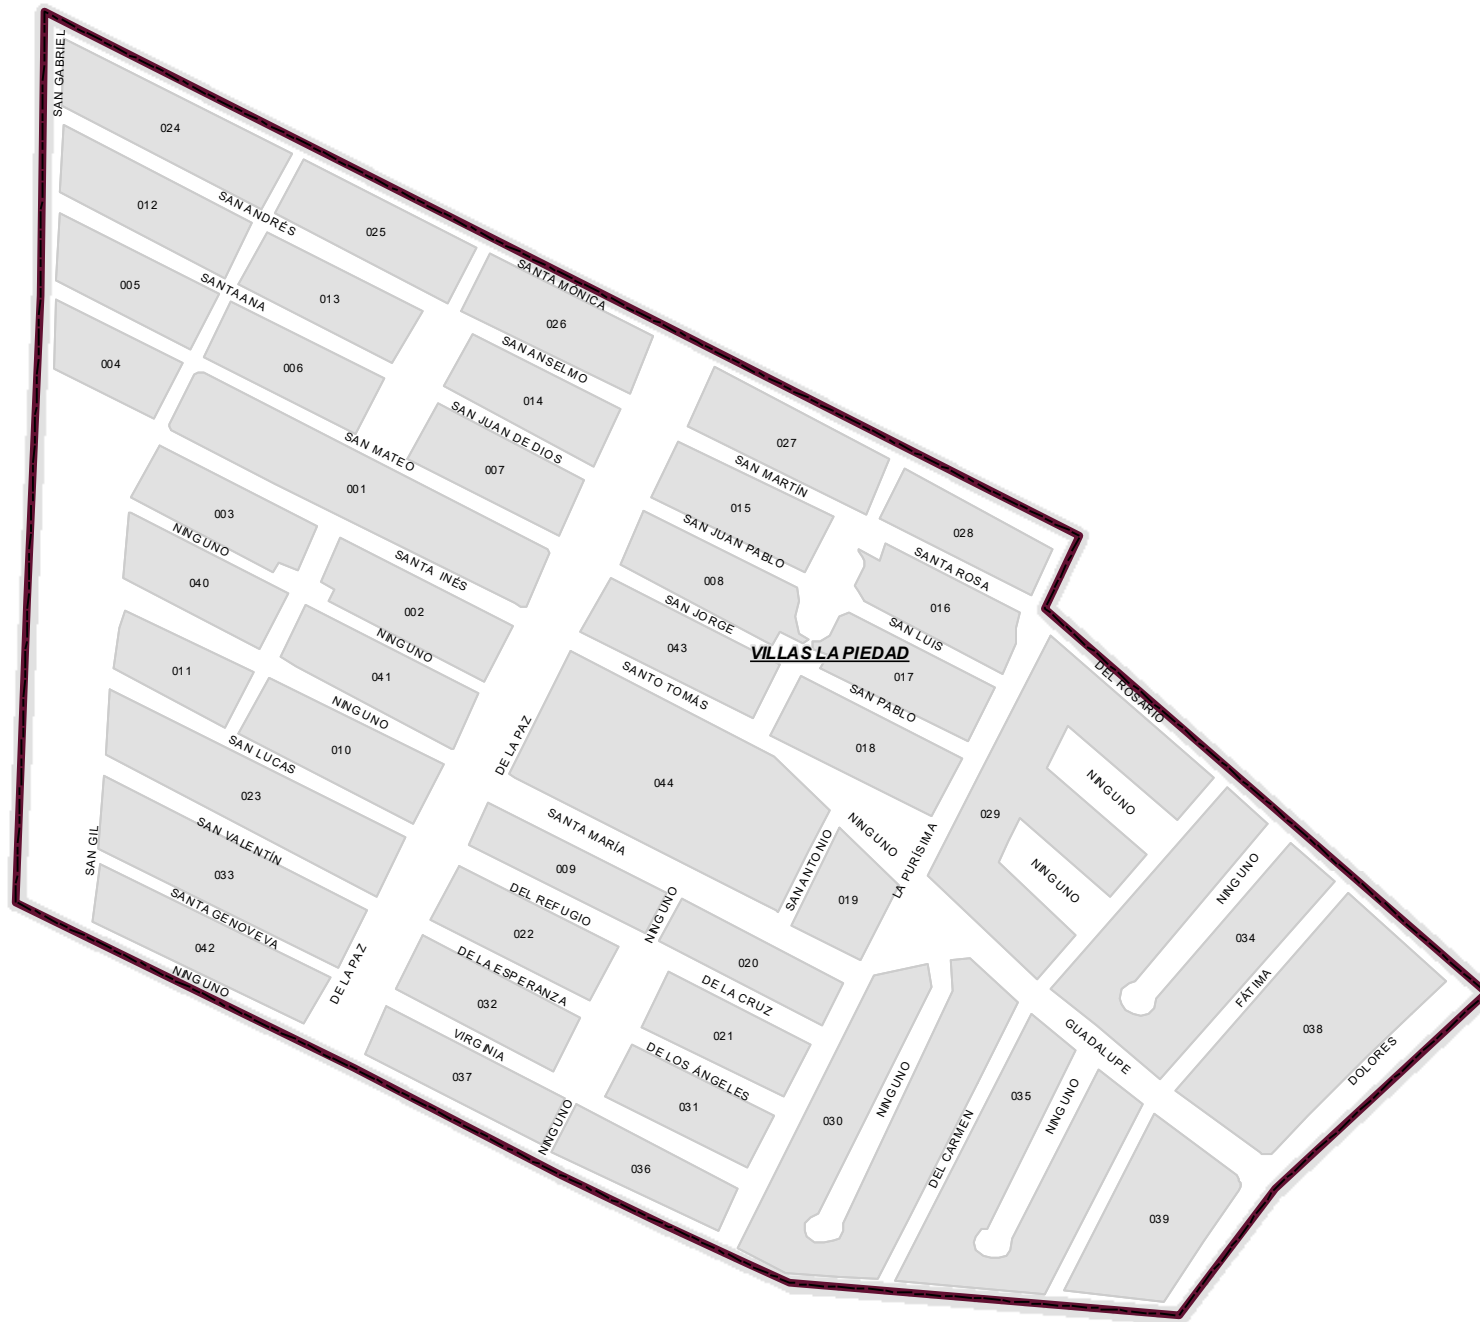 SAN GABRIEL
024
012
SAN ANDRÉS
025
005
SANTA ANA
013
SANTA MÓNICA
026
004
006
SAN ANSELMO
014
SAN JUAN DE DIOS
007
SAN MATEO
001
027
SAN MARTÍN
015
SAN JUAN PABLO
028
SANTA ROSA
003
NINGUNO
040
SANTA INÉS
002
NINGUNO
008
SAN JORGE
043
016
SAN LUIS
VILLAS LA PIEDAD
017
SAN PABLO
018
011
041
NINGUNO
010
SAN LUCAS
SANTO TOMÁS
DE LA PAZ
044
DEL ROSARIO
029
NINGUNO
NINGUNO
023
SAN VALENTÍN
SAN GIL
033
SANTA GENOVEVA
042
NINGUNO
DE LA PAZ
SANTA MARÍA
009
DEL REFUGIO
NINGUNO
022
DE LA ESPERANZA
032
VIRGINIA
037
NINGUNO
036
SAN ANTONIO
NINGUNO
019
LA PURÍSIMA
020
DE LA CRUZ
021
DE LOS ÁNGELES
031
030
NINGUNO
DEL CARMEN
035
NINGUNO
GUADALUPE
NINGUNO
034
FÁTIMA
038
DOLORES
039